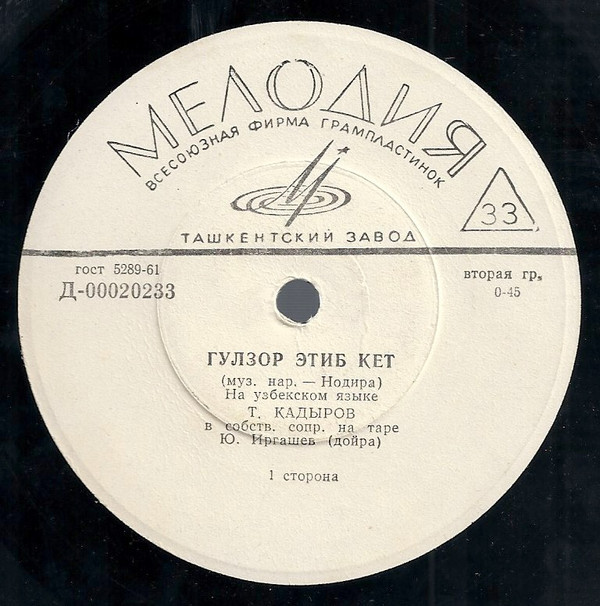 МЕЛОДИЯ
ВСЕСОЮЗНАЯ ФИРМА ГРАМПЛАСТИНОК
33
ТАШКЕНТСКИЙ ЗАВОД
гост 5289-61
Д-00020233
вторая гр.
0-45
ГУЛЗОР ЭТИБ КЕТ
(муз. нар. — Нодира)
На узбекском языке
Т. КАДЫРОВ
в собств. сопр. на таре
Ю. Иргашев (дойра)
1 сторона